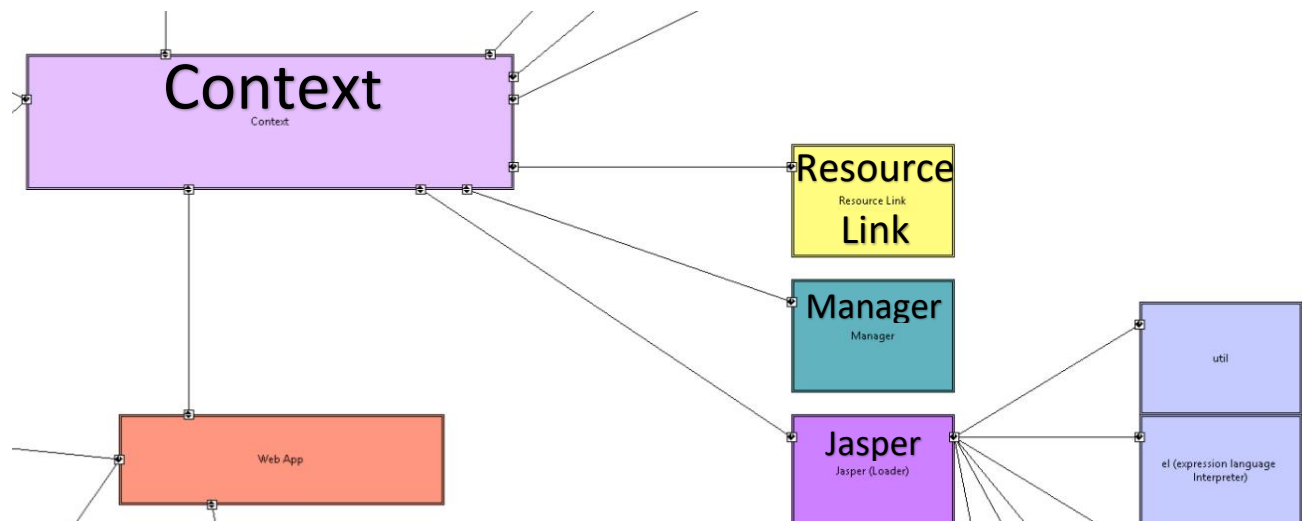 Context
Context
Resource
Resource Link
Link
Manager
Manager
util
Web App
Jasper
Jasper (Loader)
el (expression language
Interpreter)